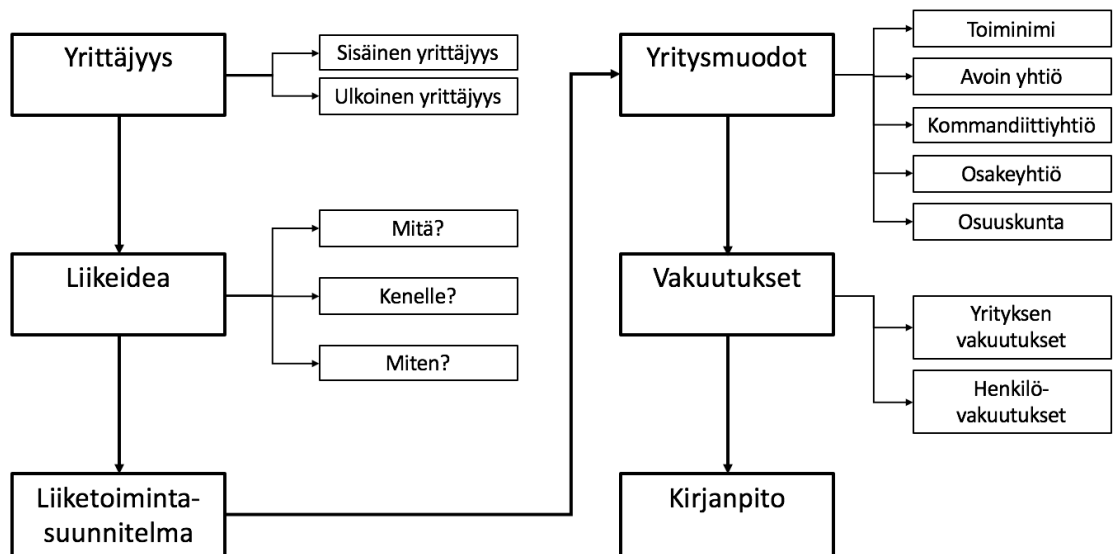 Yrittäjyys
Sisäinen yrittäjyys
Ulkoinen yrittäjyys
Liikeidea
Mitä?
Kenelle?
Miten?
Liiketoiminta-
suunnitelma
Yritysmuodot
Toiminimi
Avoin yhtiö
Kommandiittiyhtiö
Osakeyhtiö
Osuuskunta
Vakuutukset
Yrityksen
vakuutukset
Henkilö-
vakuutukset
Kirjanpito